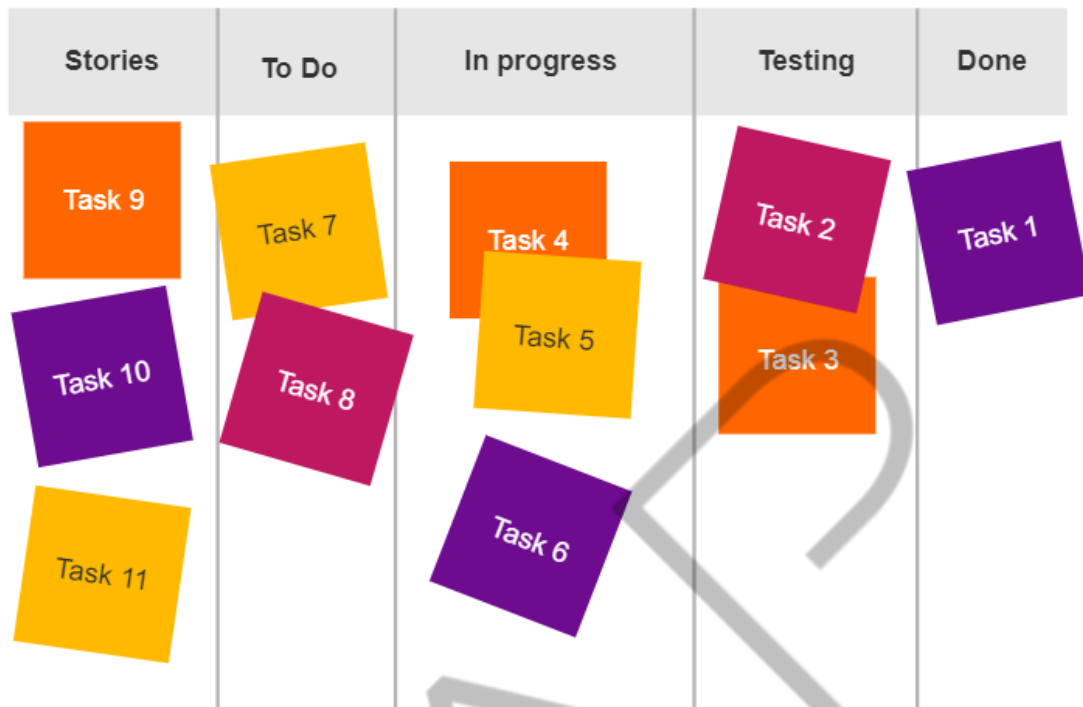 Stories
To Do
In progress
Testing
Done
Task 9
Task 10
Task 11
Task 7
Task 8
Task 4
Task 5
Task 6
Task 2
Task 3
Task 1